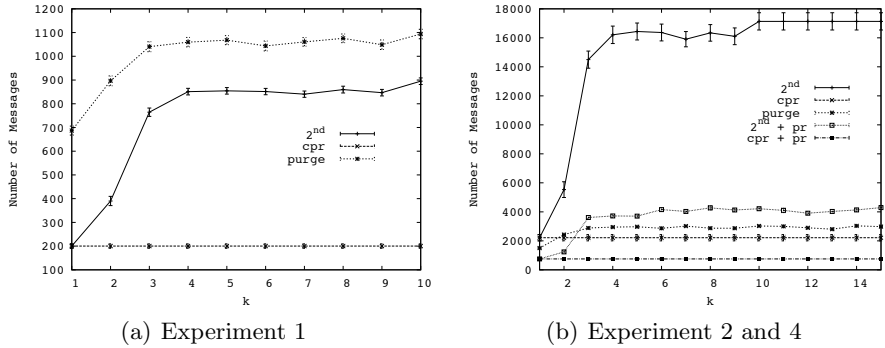 1200
1100
1000
900
800
700
600
500
400
300
200
100
Number of Messages
1 2 3 4 5 6 7 8 9 10
k
2nd
cpr
purge
(a) Experiment 1
18000
16000
14000
12000
10000
8000
6000
4000
2000
0
Number of Messages
2 4 6 8 10 12 14
k
2nd
cpr
purge
2nd + pr
cpr + pr
(b) Experiment 2 and 4